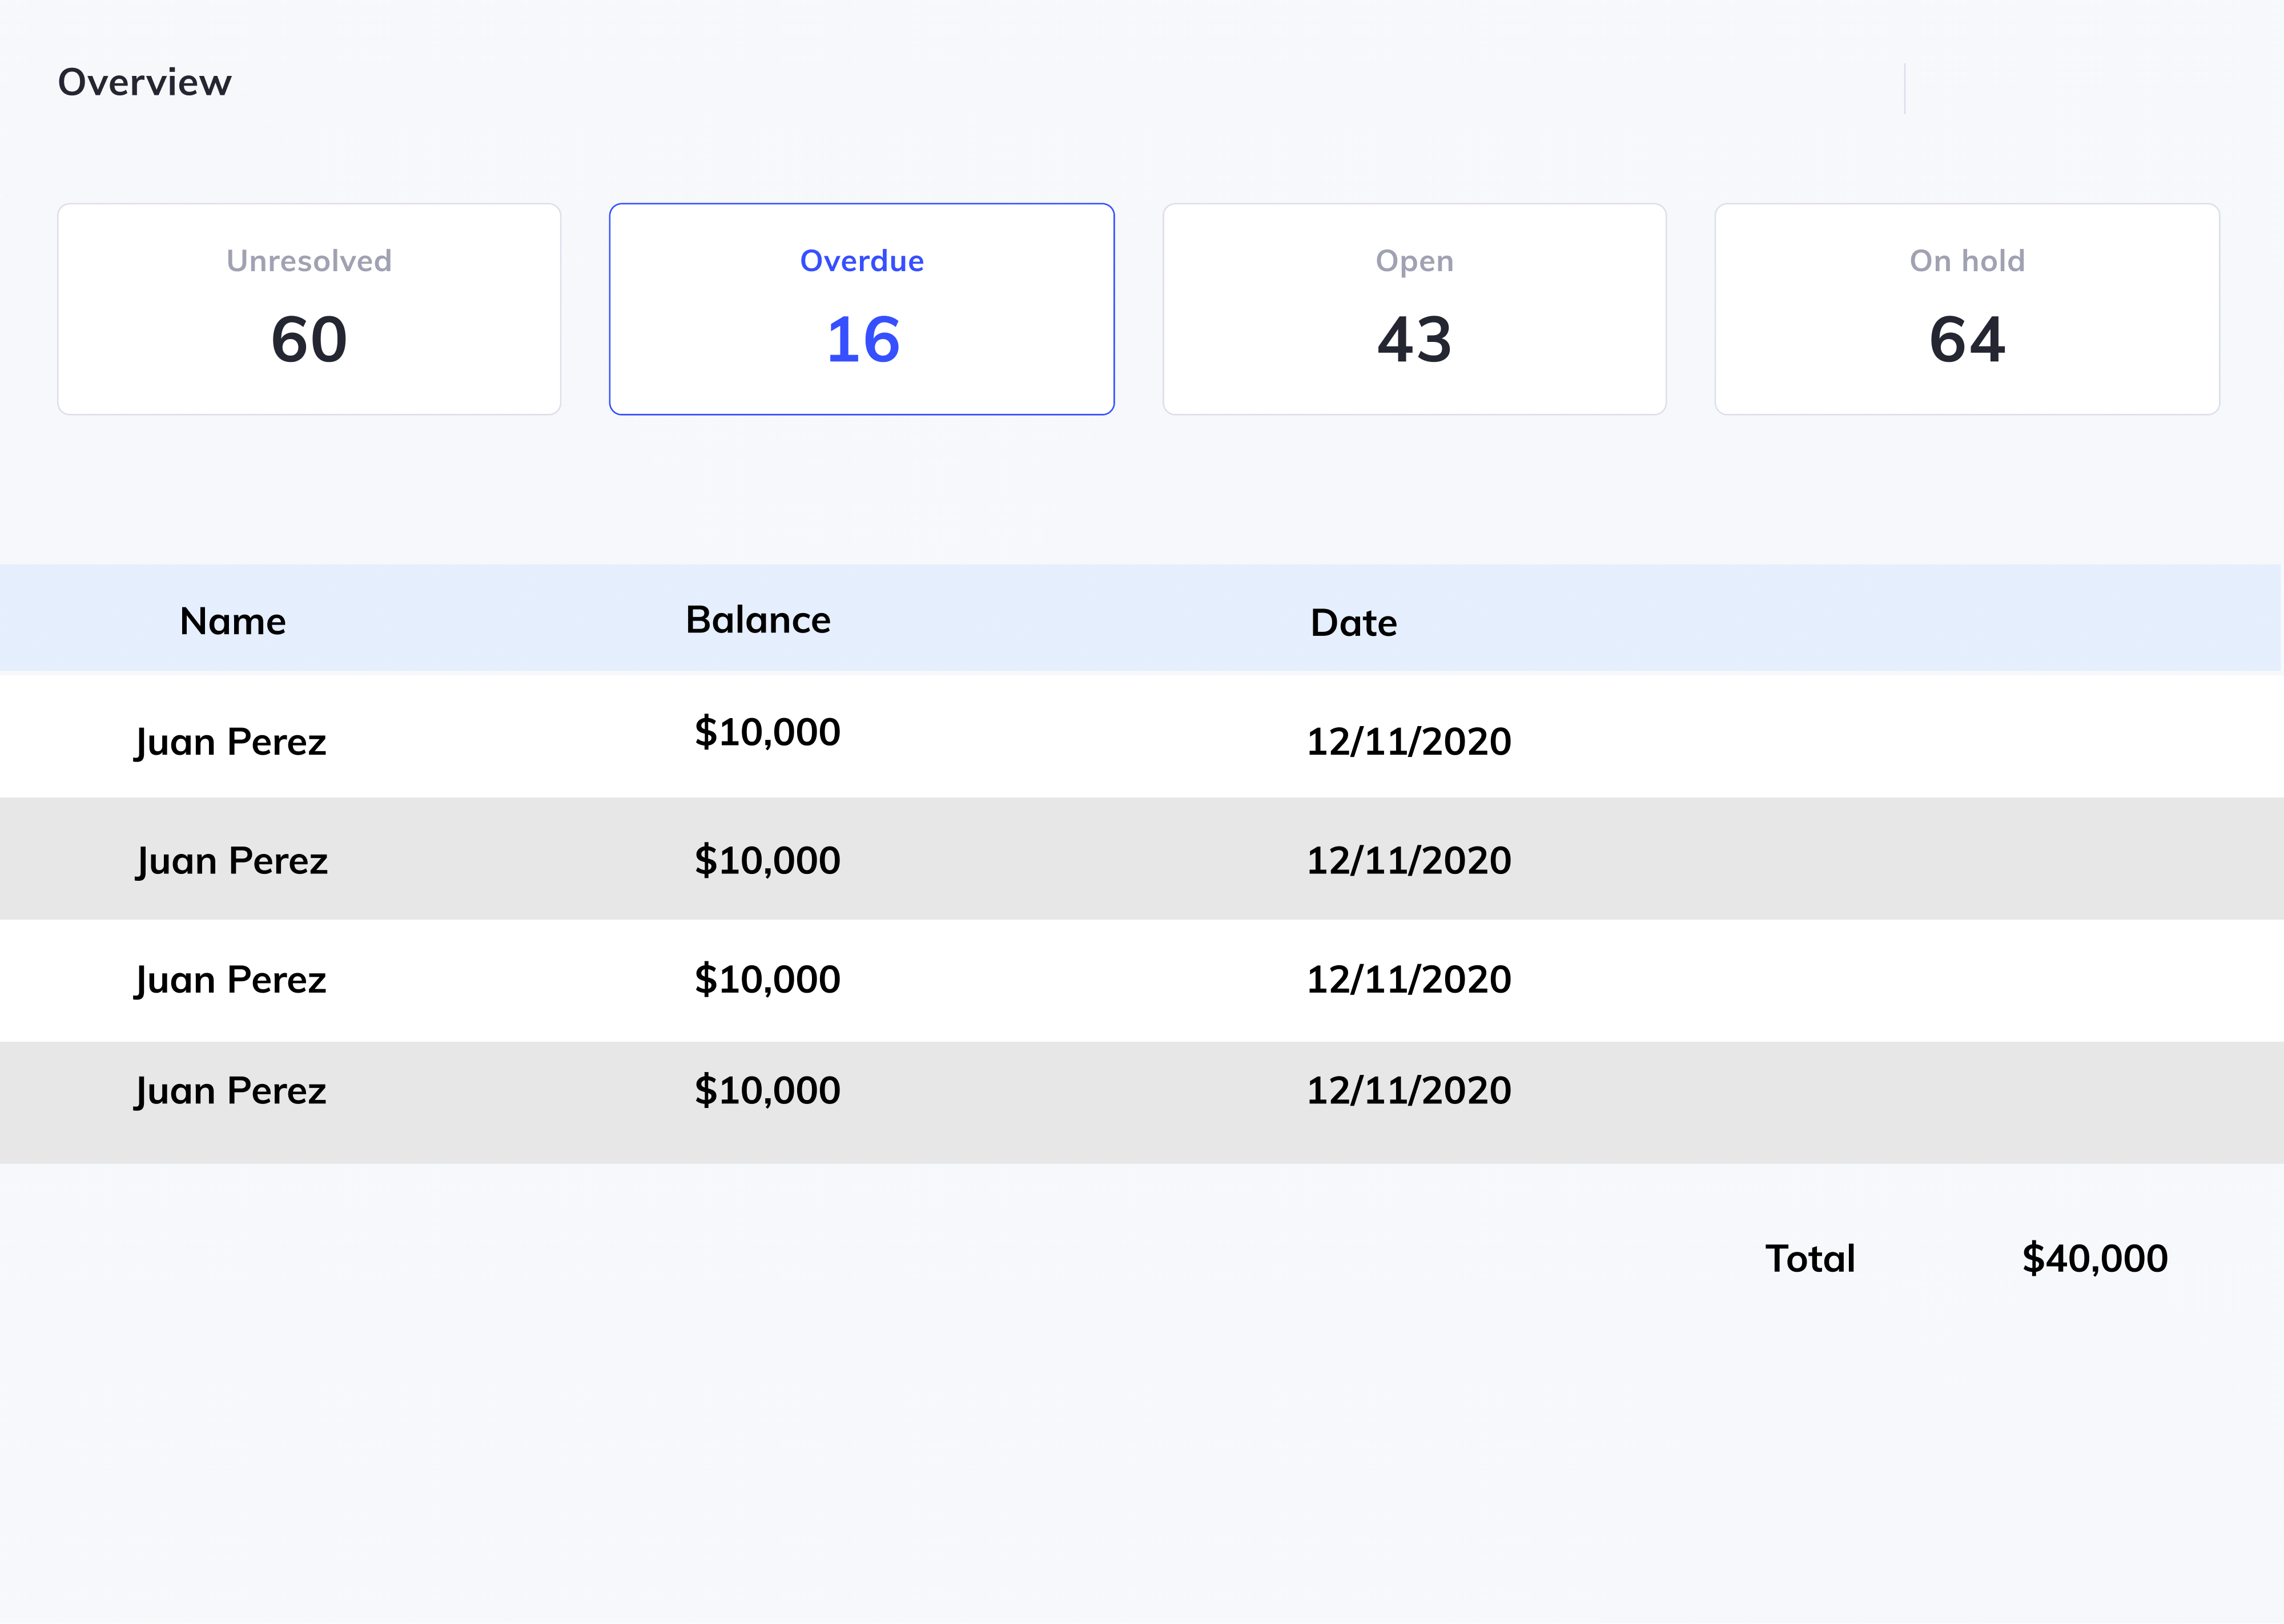 Overview
Unresolved Overdue Open On hold
60 16 43 64
Name Balance Date
Juan Perez $10,000 12/11/2020
Juan Perez $10,000 12/11/2020
Juan Perez $10,000 12/11/2020
Juan Perez $10,000 12/11/2020
Total $40,000